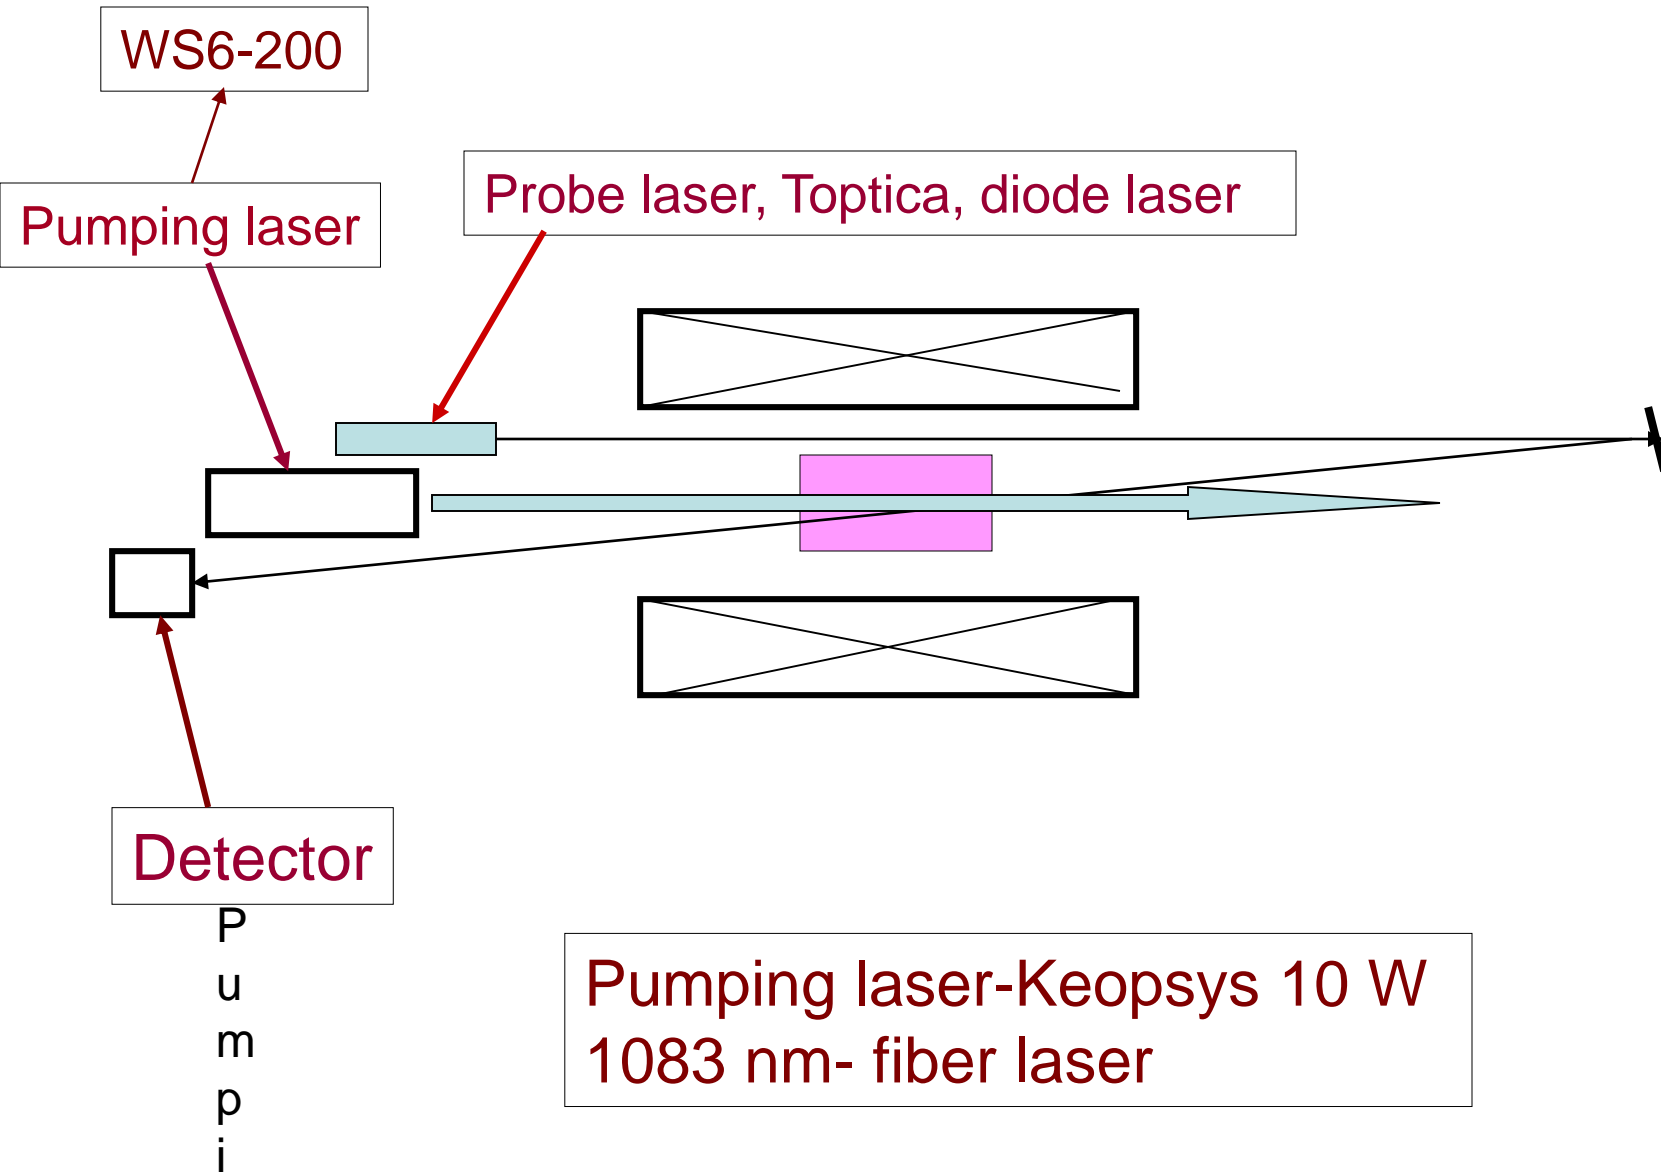 WS6-200
Pumping laser
Probe laser, Toptica, diode laser
Detector
P
u
m
p
i
Pumping laser-Keopsys 10 W
1083 nm- fiber laser